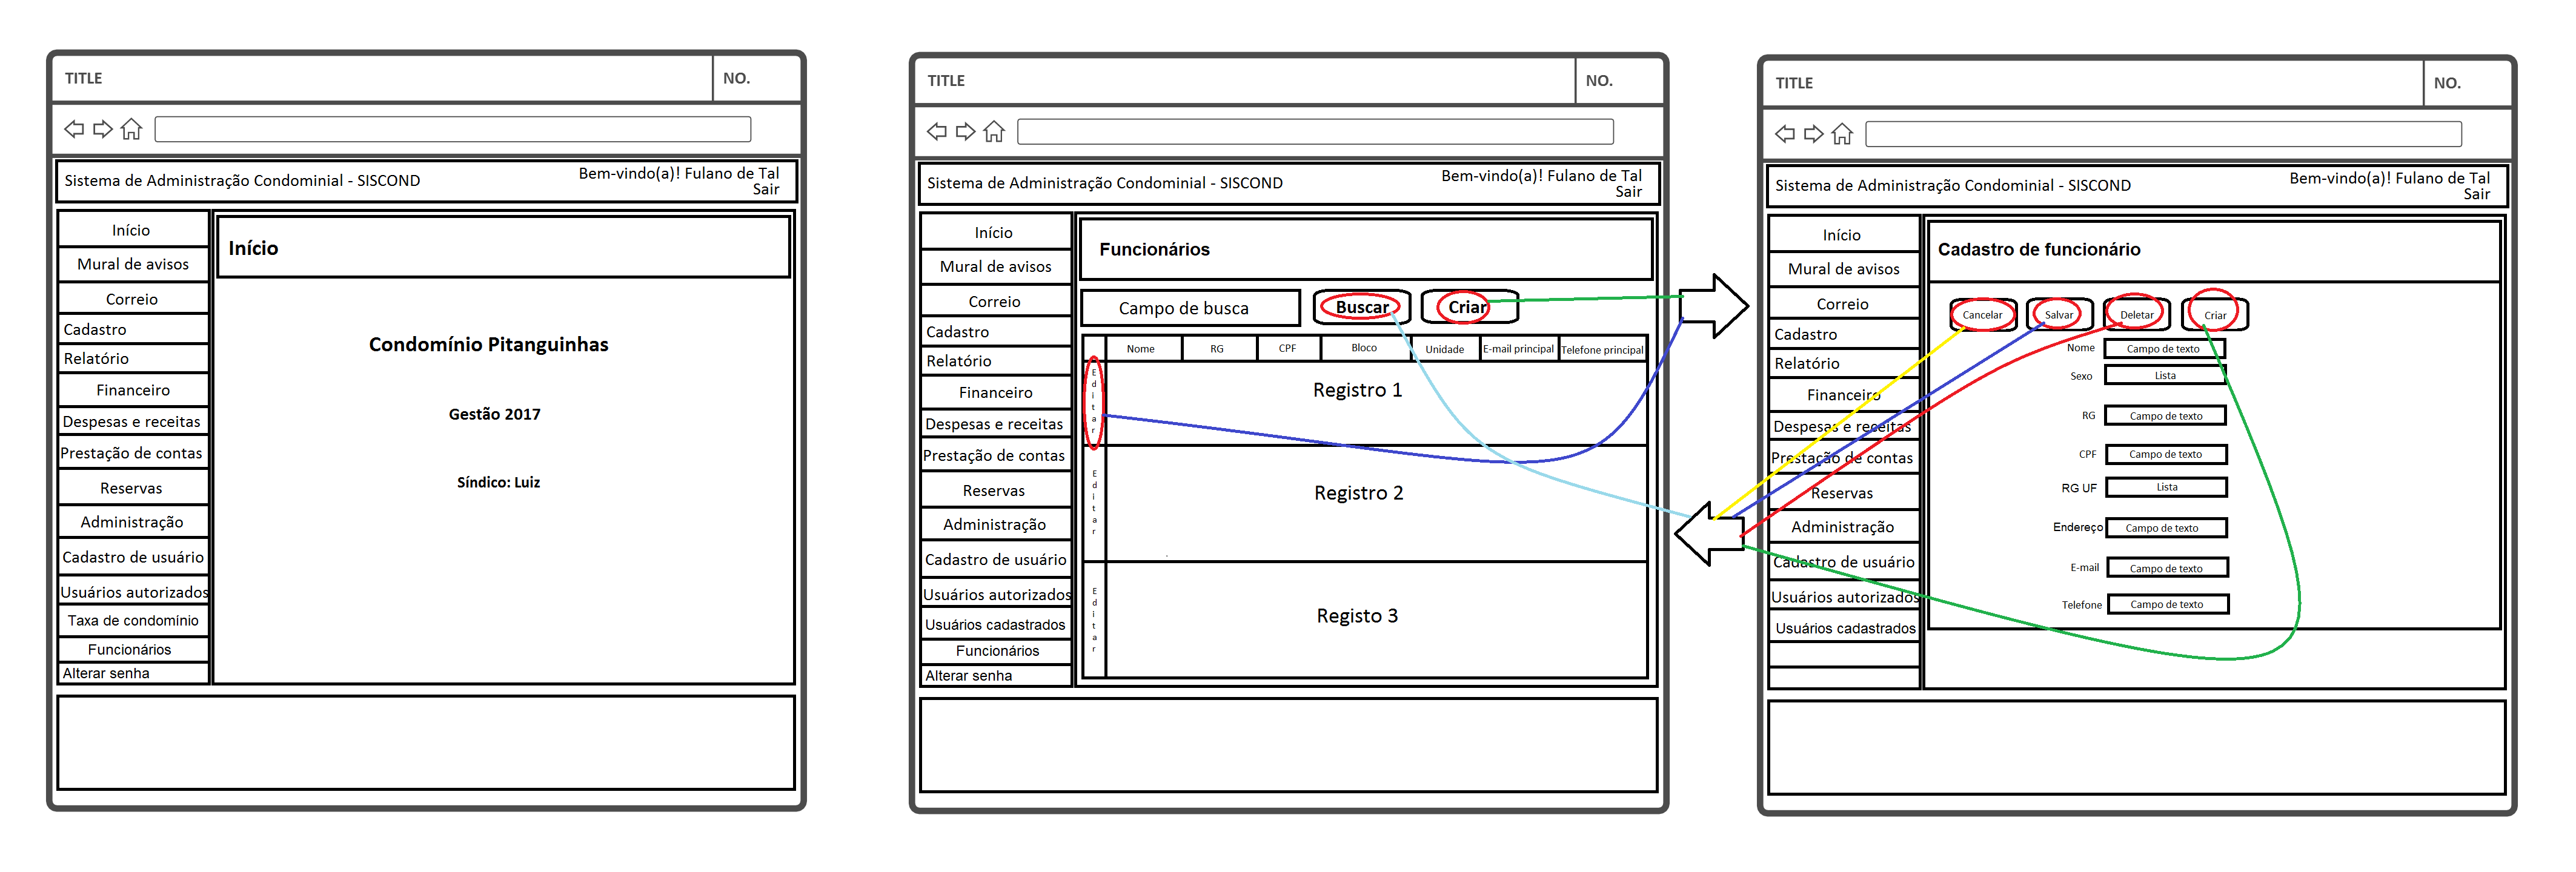 TITLE
NO.
Sistema de Administração Condominial - SISCOND
Bem-vindo(a)! Fulano de Tal
Sair
Início
Mural de avisos
Correio
Cadastro
Relatório
Financeiro
Despesas e receitas
Prestação de contas
Reservas
Administração
Cadastro de usuário
Usuários autorizados
Taxa de condomínio
Funcionários
Alterar senha
Início
Condomínio Pitanguinhas
Gestão 2017
Síndico: Luiz
TITLE
NO.
Sistema de Administração Condominial - SISCOND
Bem-vindo(a)! Fulano de Tal
Sair
Início
Mural de avisos
Correio
Cadastro
Relatório
Financeiro
Despesas e receitas
Prestação de contas
Reservas
Administração
Cadastro de usuário
Usuários autorizados
Usuários cadastrados
Funcionários
Alterar senha
Funcionários
Campo de busca
Buscar
Criar
Nome RG CPF Bloco Unidade E-mail principal Telefone principal
Editar
Registro 1
Editar
Registro 2
Editar
Registo 3
TITLE
NO.
Sistema de Administração Condominial - SISCOND
Bem-vindo(a)! Fulano de Tal
Sair
Início
Mural de avisos
Correio
Cadastro
Relatório
Financeiro
Despesas e receitas
Prestação de contas
Reservas
Administração
Cadastro de usuário
Usuários autorizados
Usuários cadastrados
Cadastro de funcionário
Cancelar Salvar Deletar Criar
Nome Campo de texto
Sexo Lista
RG Campo de texto
CPF Campo de texto
RG UF Lista
Endereço Campo de texto
E-mail Campo de texto
Telefone Campo de texto